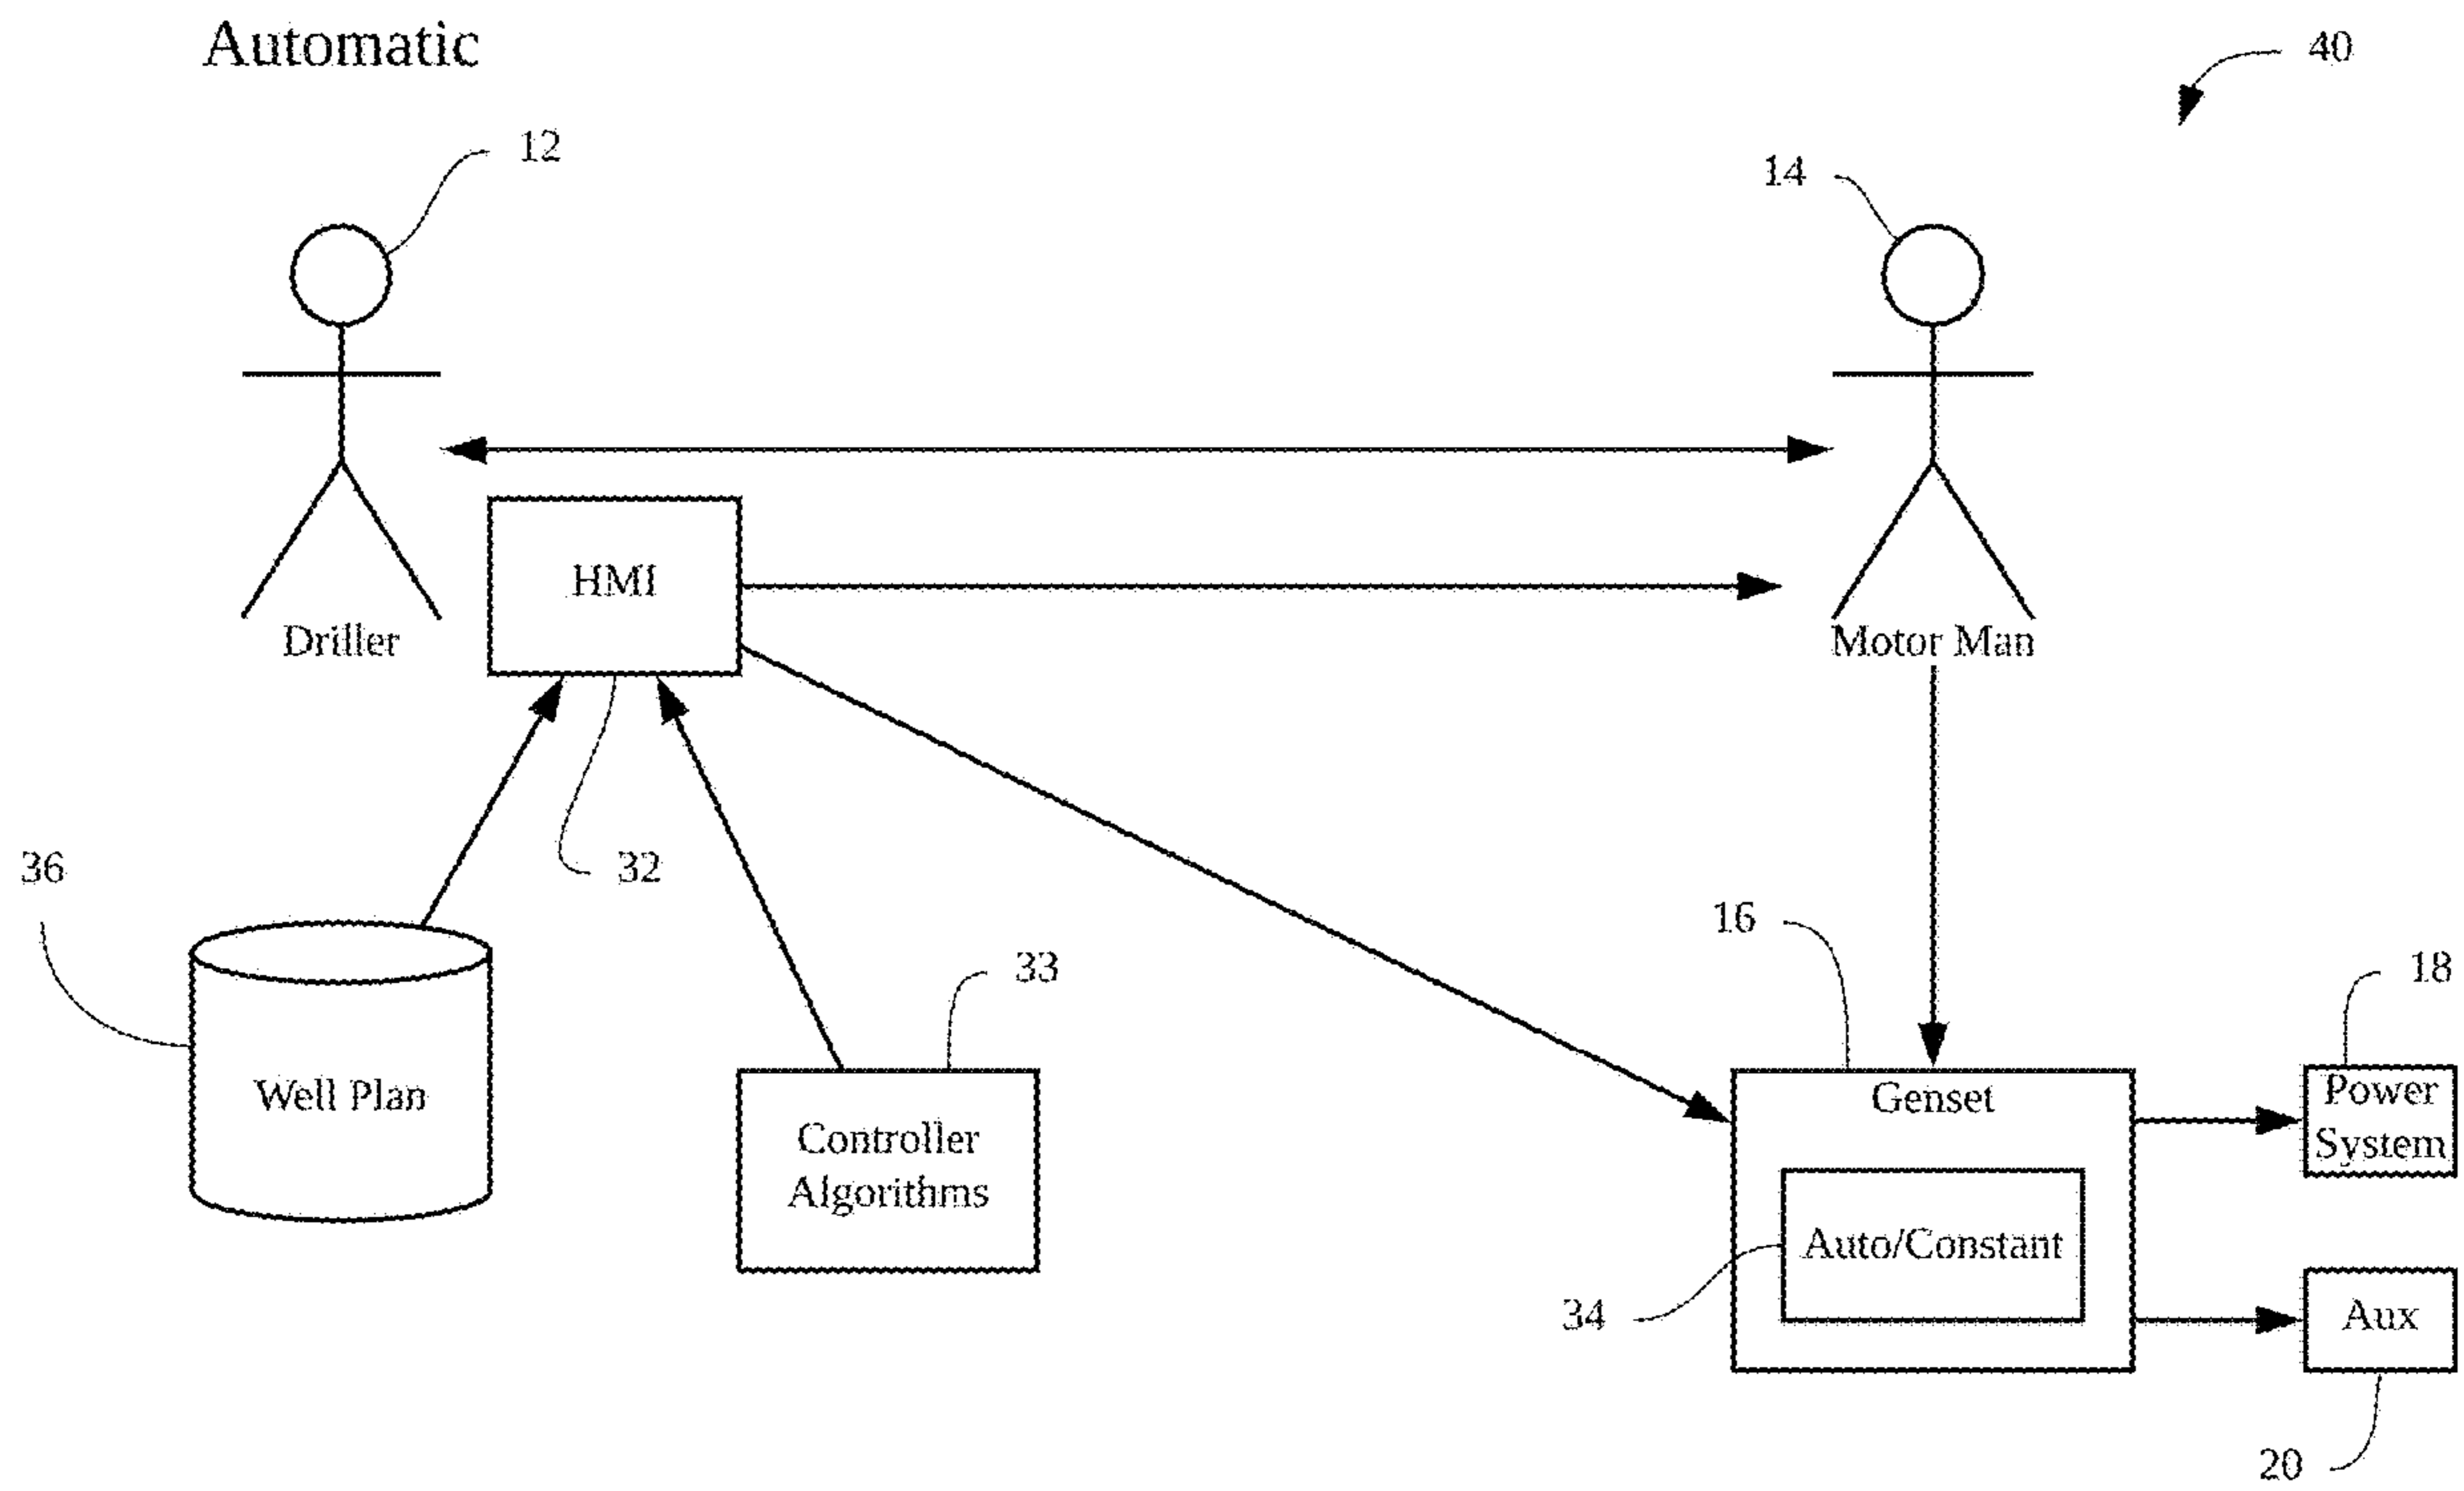 Automatic
40
12
14
HMI
Driller
Motor Man
36
32
16
33
18
Well Plan
Controller
Algorithms
Genset
Power
System
Auto/Constant
34
Aux
20